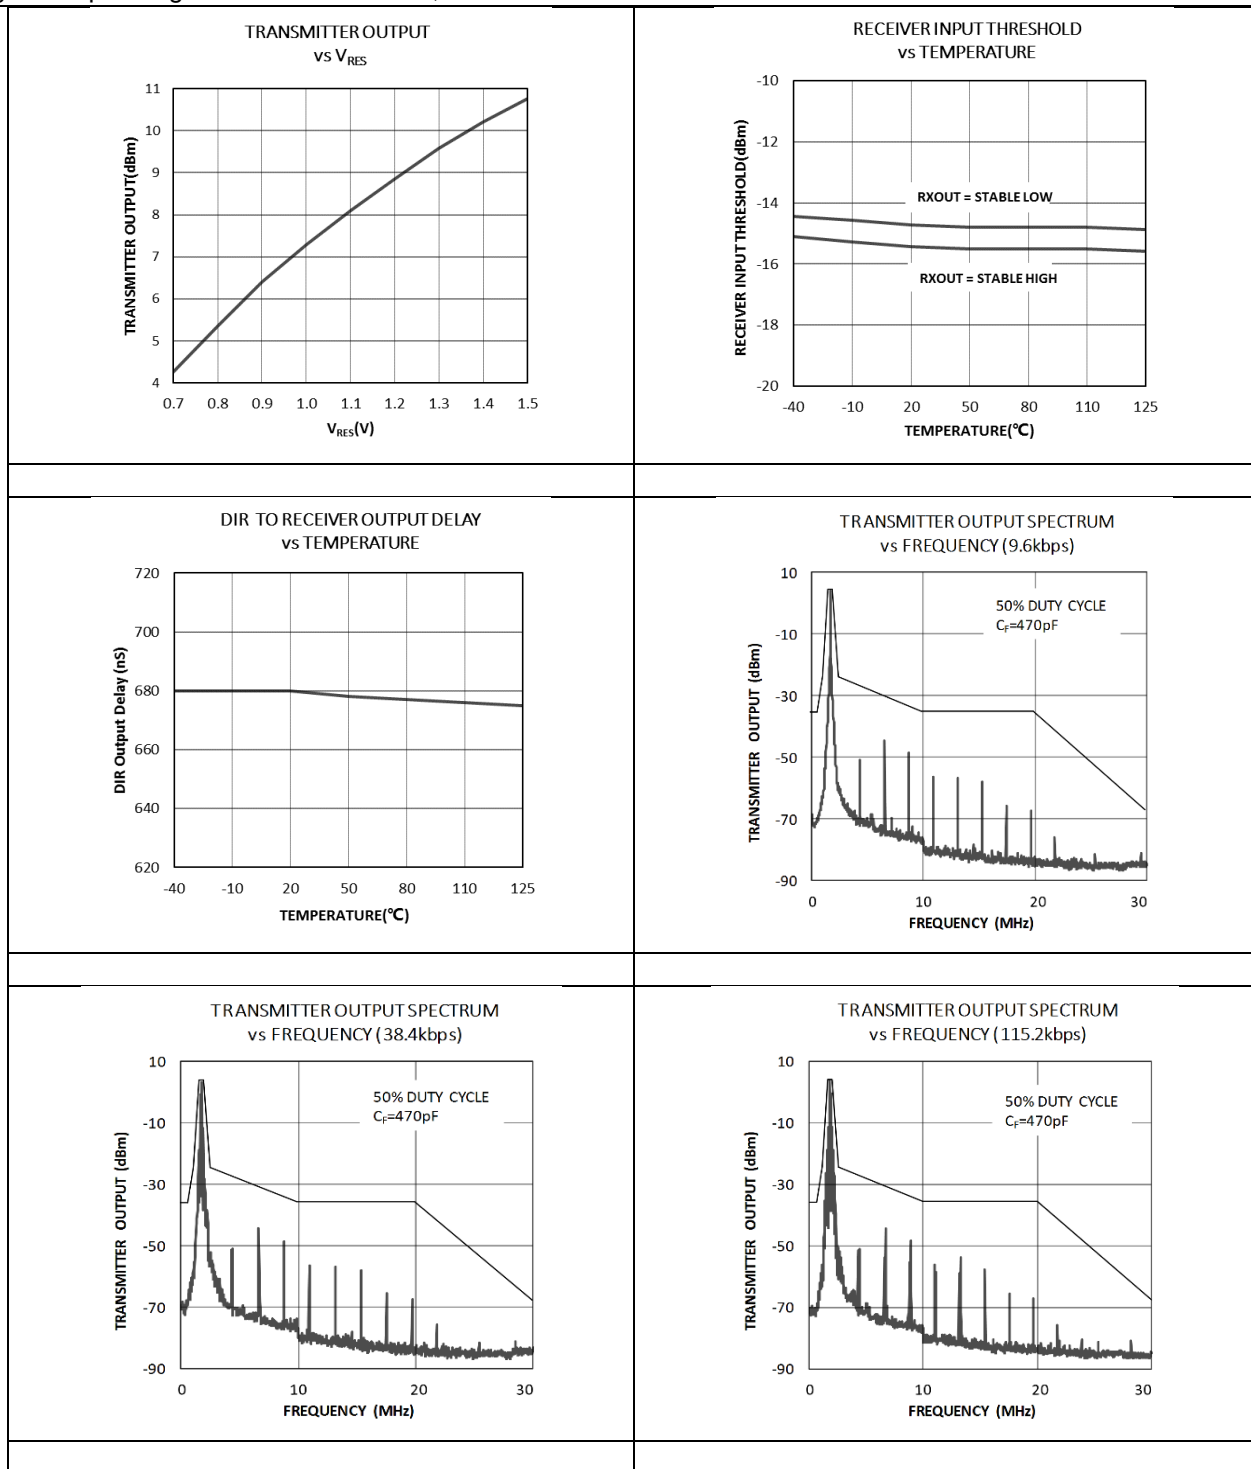 TRANSMITTER OUTPUT
vs VRES
11
10
9
8
7
6
5
4
TRANSMITTER OUTPUT(dBm)
0.7 0.8 0.9 1.0 1.1 1.2 1.3 1.4 1.5
VRES(V)
RECEIVER INPUT THRESHOLD
vs TEMPERATURE
-10
-12
-14
-16
-18
-20
RECEIVER INPUT THRESHOLD(dBm)
RXOUT = STABLE LOW
RXOUT = STABLE HIGH
-40 -10 20 50 80 110 125
TEMPERATURE(℃)
DIR TO RECEIVER OUTPUT DELAY
vs TEMPERATURE
720
700
680
660
640
620
DIR Output Delay (nS)
-40 -10 20 50 80 110 125
TEMPERATURE(℃)
TRANSMITTER OUTPUT SPECTRUM
vs FREQUENCY (9.6kbps)
10
-10
-30
-50
-70
-90
TRANSMITTER OUTPUT (dBm)
50% DUTY CYCLE
CF=470pF
0 10 20 30
FREQUENCY (MHz)
TRANSMITTER OUTPUT SPECTRUM
vs FREQUENCY (38.4kbps)
10
-10
-30
-50
-70
-90
TRANSMITTER OUTPUT (dBm)
50% DUTY CYCLE
CF=470pF
0 10 20 30
FREQUENCY (MHz)
TRANSMITTER OUTPUT SPECTRUM
vs FREQUENCY (115.2kbps)
10
-10
-30
-50
-70
-90
TRANSMITTER OUTPUT (dBm)
50% DUTY CYCLE
CF=470pF
0 10 20 30
FREQUENCY (MHz)